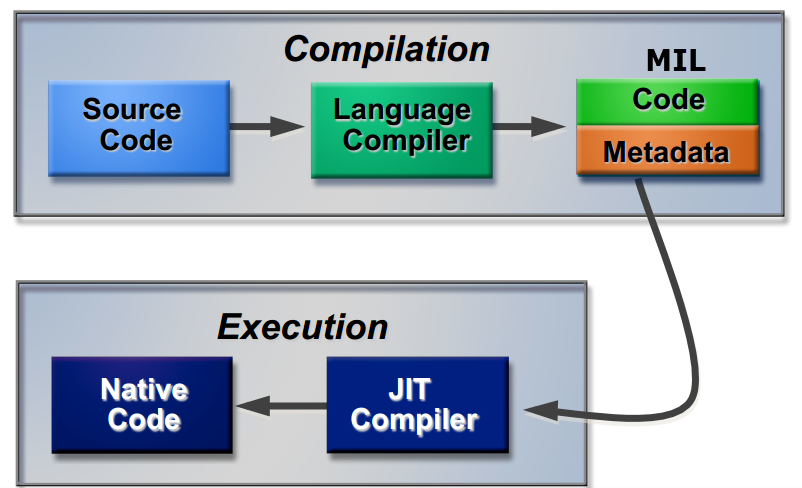 Compilation
MIL
Source
Code
Language
Compiler
Code
Metadata
Execution
Native
Code
JIT
Compiler